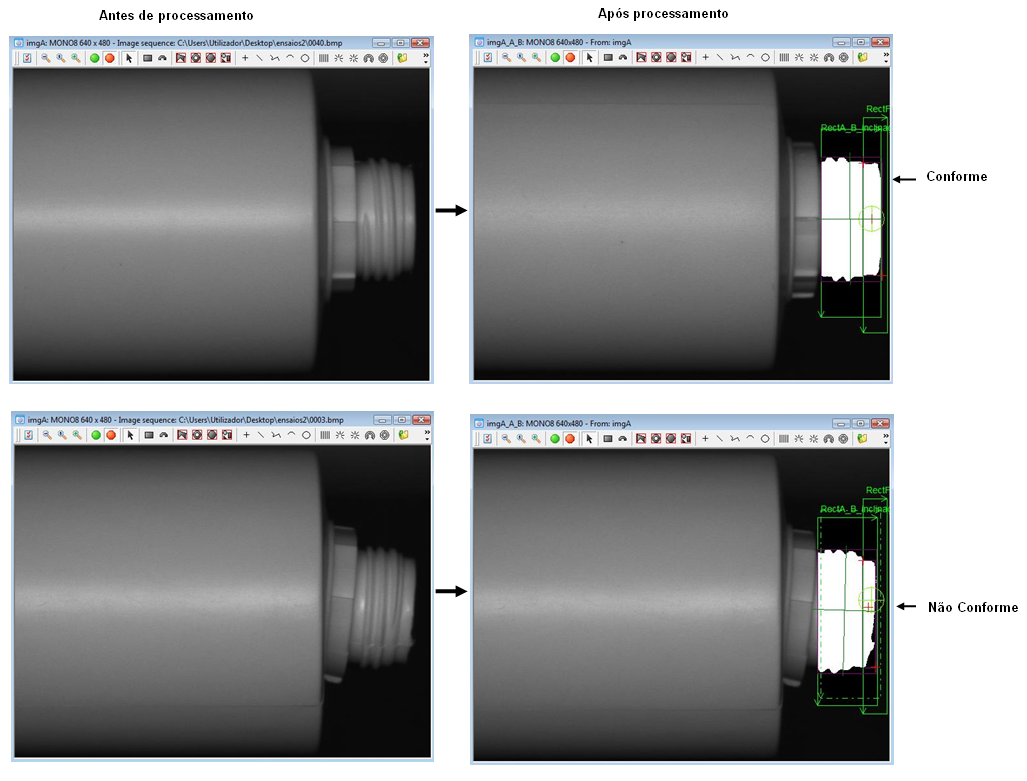 Antes de processamento
Após processamento
imgA: MONO8 640 x 480 - Image sequence: C:\Users\Utilizador\Desktop\ensaios2\0040.bmp
imgA_A_B: MONO8 640x480 - From: imgA
RectF
RectA_B_inclina
Conforme
imgA: MONO8 640 x 480 - Image sequence: C:\Users\Utilizador\Desktop\ensaios2\0003.bmp
imgA_A_B: MONO8 640x480 - From: imgA
RectF
RectA_B_inclina
Não Conforme